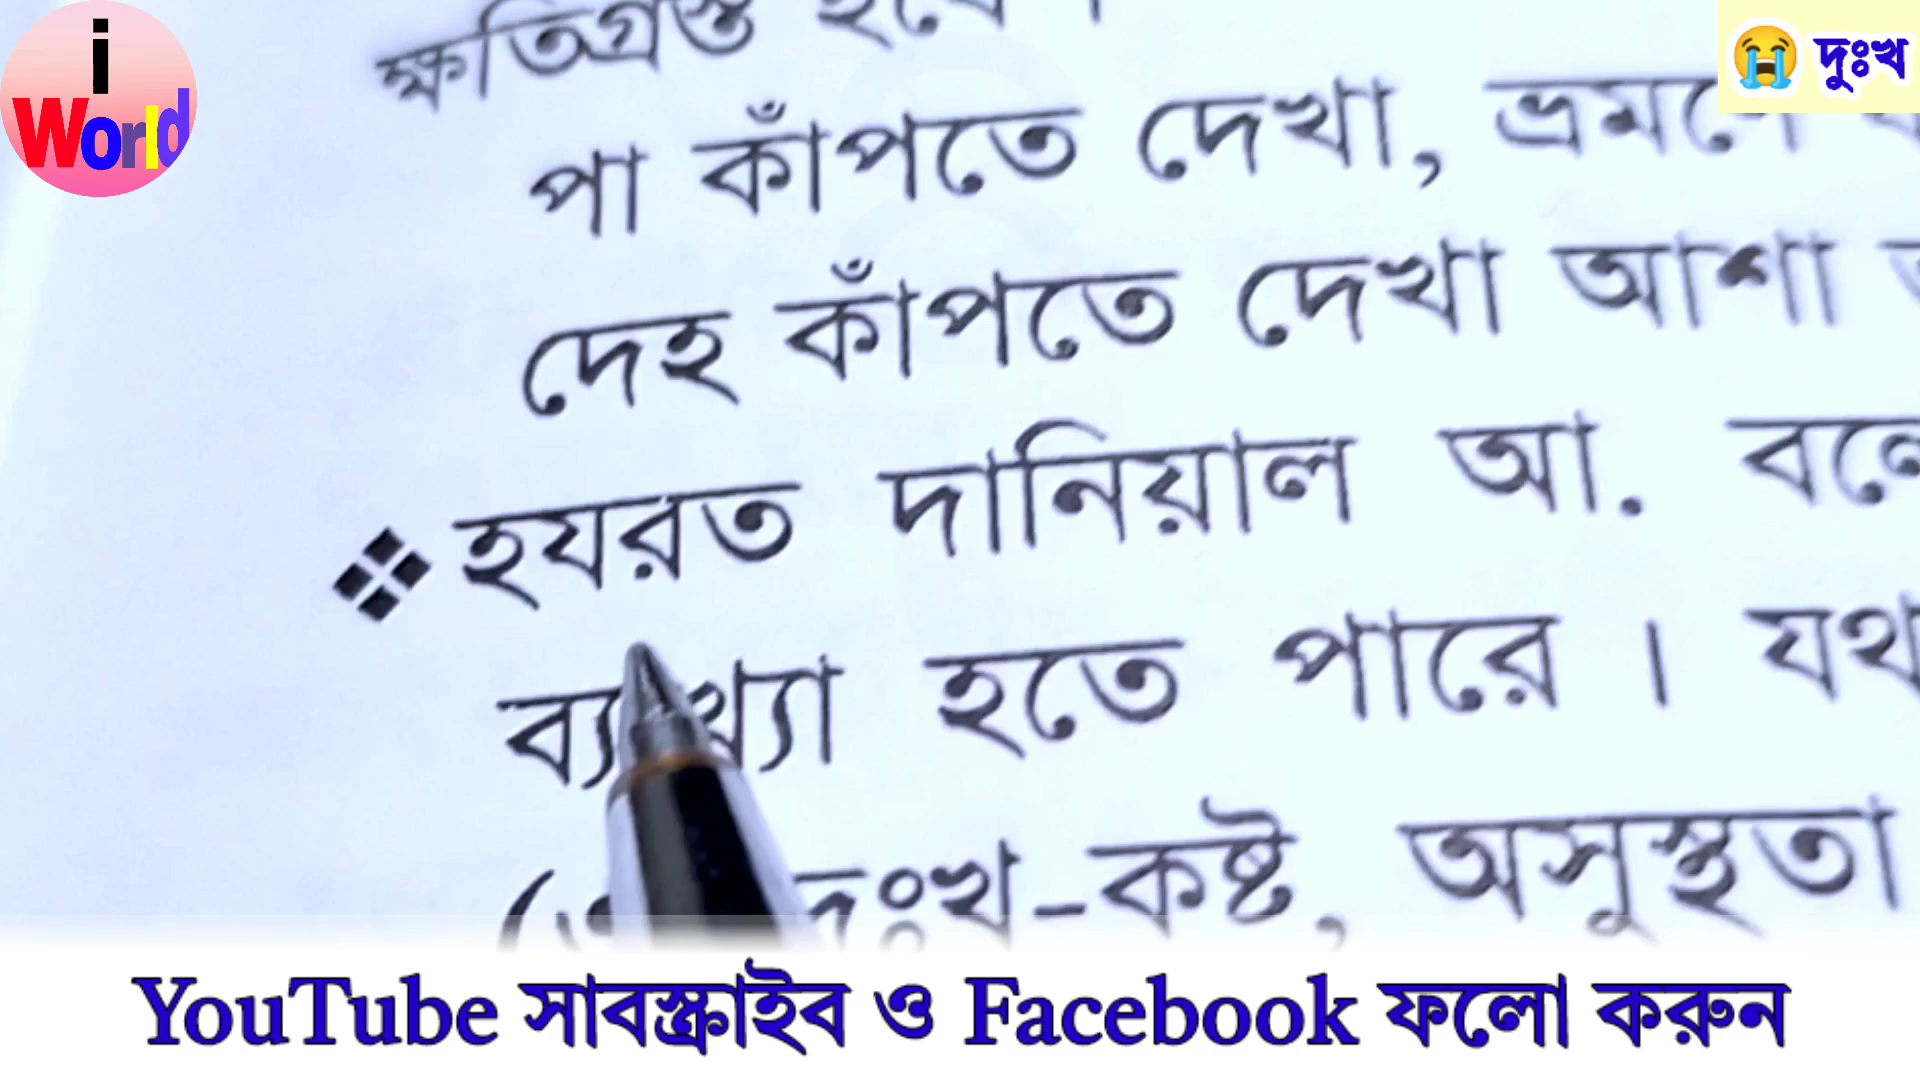 i
World
😭 দুঃখ
ক্ষতিগ্রস্ত হবে ।
পা কাঁপতে দেখা, ভ্রমণে
দেহ কাঁপতে দেখা আশা
❖ হযরত দানিয়াল আ. বলে
ব্যাখ্যা হতে পারে । যথ
দুঃখ-কষ্ট, অসুস্থতা
YouTube সাবস্ক্রাইব ও Facebook ফলো করুন